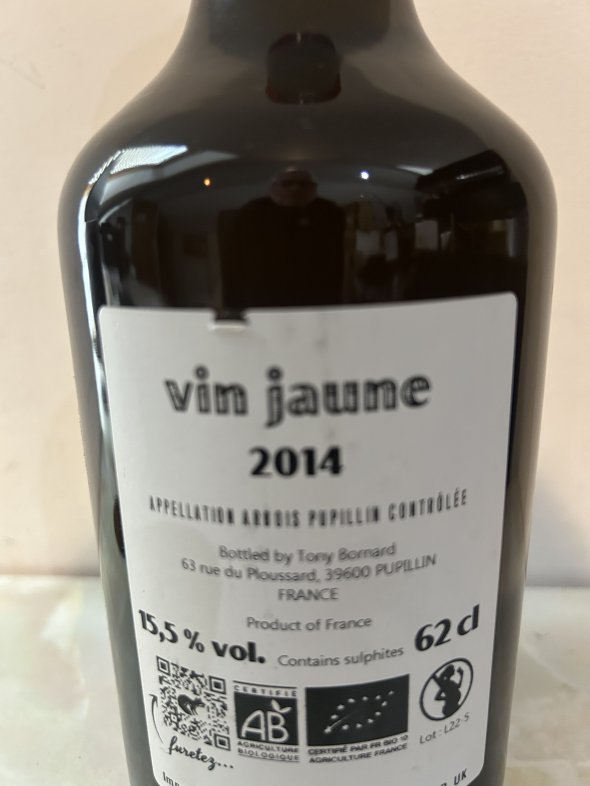 vin jaune
2014
APPELLATION ARBOIS PUPILLIN CONTRÔLÉE
Bottled by Tony Bornard
63 rue du Ploussard, 39600 PUPILLIN
FRANCE
Product of France
15,5 % vol. Contains sulphites 62 cl
furetez...
CERTIFIÉ
AB
AGRICULTURE
BIOLOGIQUE
CERTIFIÉ PAR FR BIO 10
AGRICULTURE FRANCE
Lot : L22-5
UK